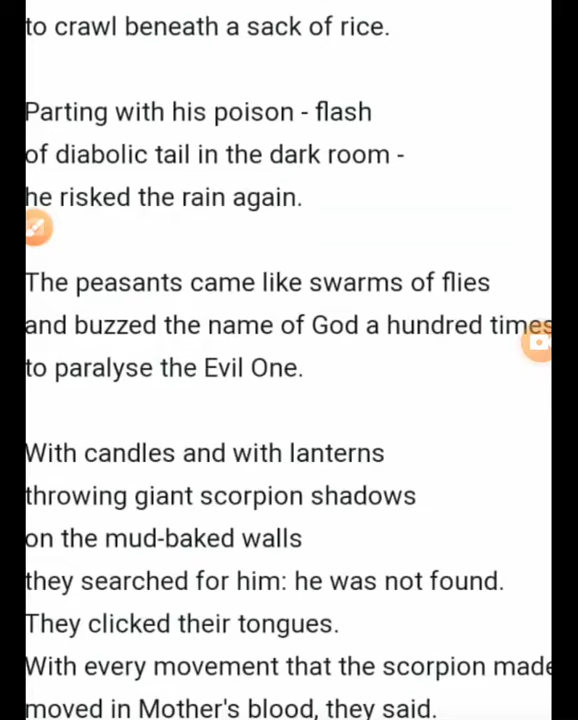 to crawl beneath a sack of rice.
Parting with his poison - flash
of diabolic tail in the dark room -
he risked the rain again.
The peasants came like swarms of flies
and buzzed the name of God a hundred times
to paralyse the Evil One.
With candles and with lanterns
throwing giant scorpion shadows
on the mud-baked walls
they searched for him: he was not found.
They clicked their tongues.
With every movement that the scorpion made
moved in Mother's blood, they said.